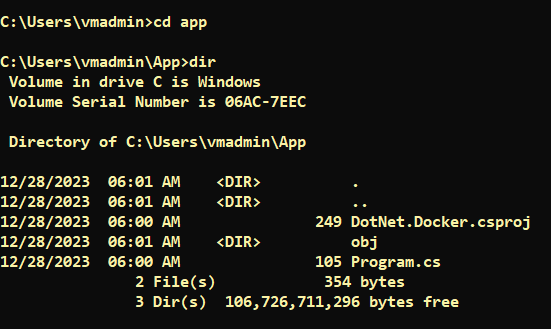 C:\Users\vmadmin>cd app
C:\Users\vmadmin\App>dir
Volume in drive C is Windows
Volume Serial Number is 06AC-7EEC
Directory of C:\Users\vmadmin\App
12/28/2023  06:01 AM    <DIR>          .
12/28/2023  06:01 AM    <DIR>          ..
12/28/2023  06:00 AM               249 DotNet.Docker.csproj
12/28/2023  06:01 AM    <DIR>          obj
12/28/2023  06:00 AM               105 Program.cs
2 File(s)            354 bytes
3 Dir(s)  106,726,711,296 bytes free